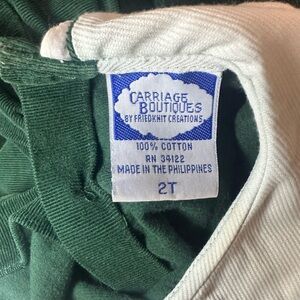 CARRIAGE
BOUTIQUES
BY FRIEDKNIT CREATIONS
100% COTTON
RN 34122
MADE IN THE PHILIPPINES
2T